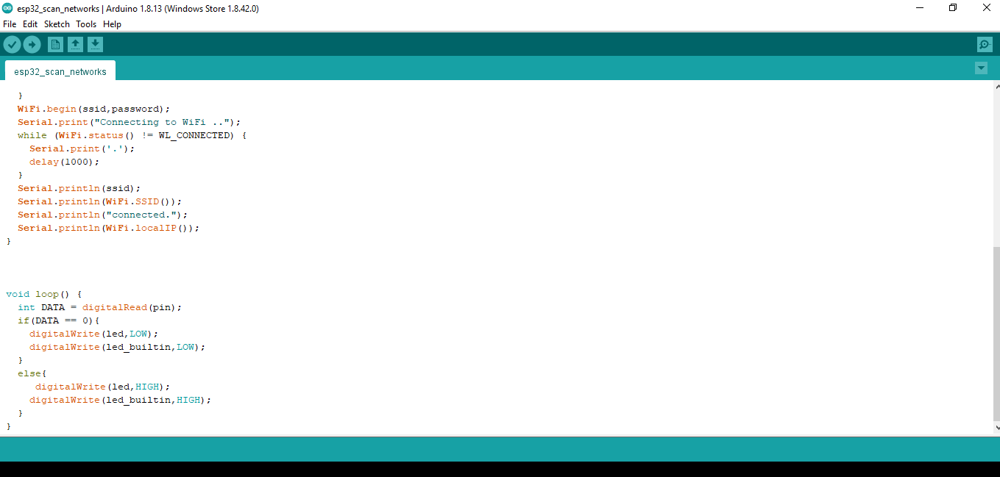 esp32_scan_networks | Arduino 1.8.13 (Windows Store 1.8.42.0)
File Edit Sketch Tools Help
esp32_scan_networks
  }
  WiFi.begin(ssid,password);
  Serial.print("Connecting to WiFi ..");
  while (WiFi.status() != WL_CONNECTED) {
    Serial.print('.');
    delay(1000);
  }
  Serial.println(ssid);
  Serial.println(WiFi.SSID());
  Serial.println("connected.");
  Serial.println(WiFi.localIP());
}
void loop() {
  int DATA = digitalRead(pin);
  if(DATA == 0){
    digitalWrite(led,LOW);
    digitalWrite(led_builtin,LOW);
  }
  else{
     digitalWrite(led,HIGH);
    digitalWrite(led_builtin,HIGH);
  }
}